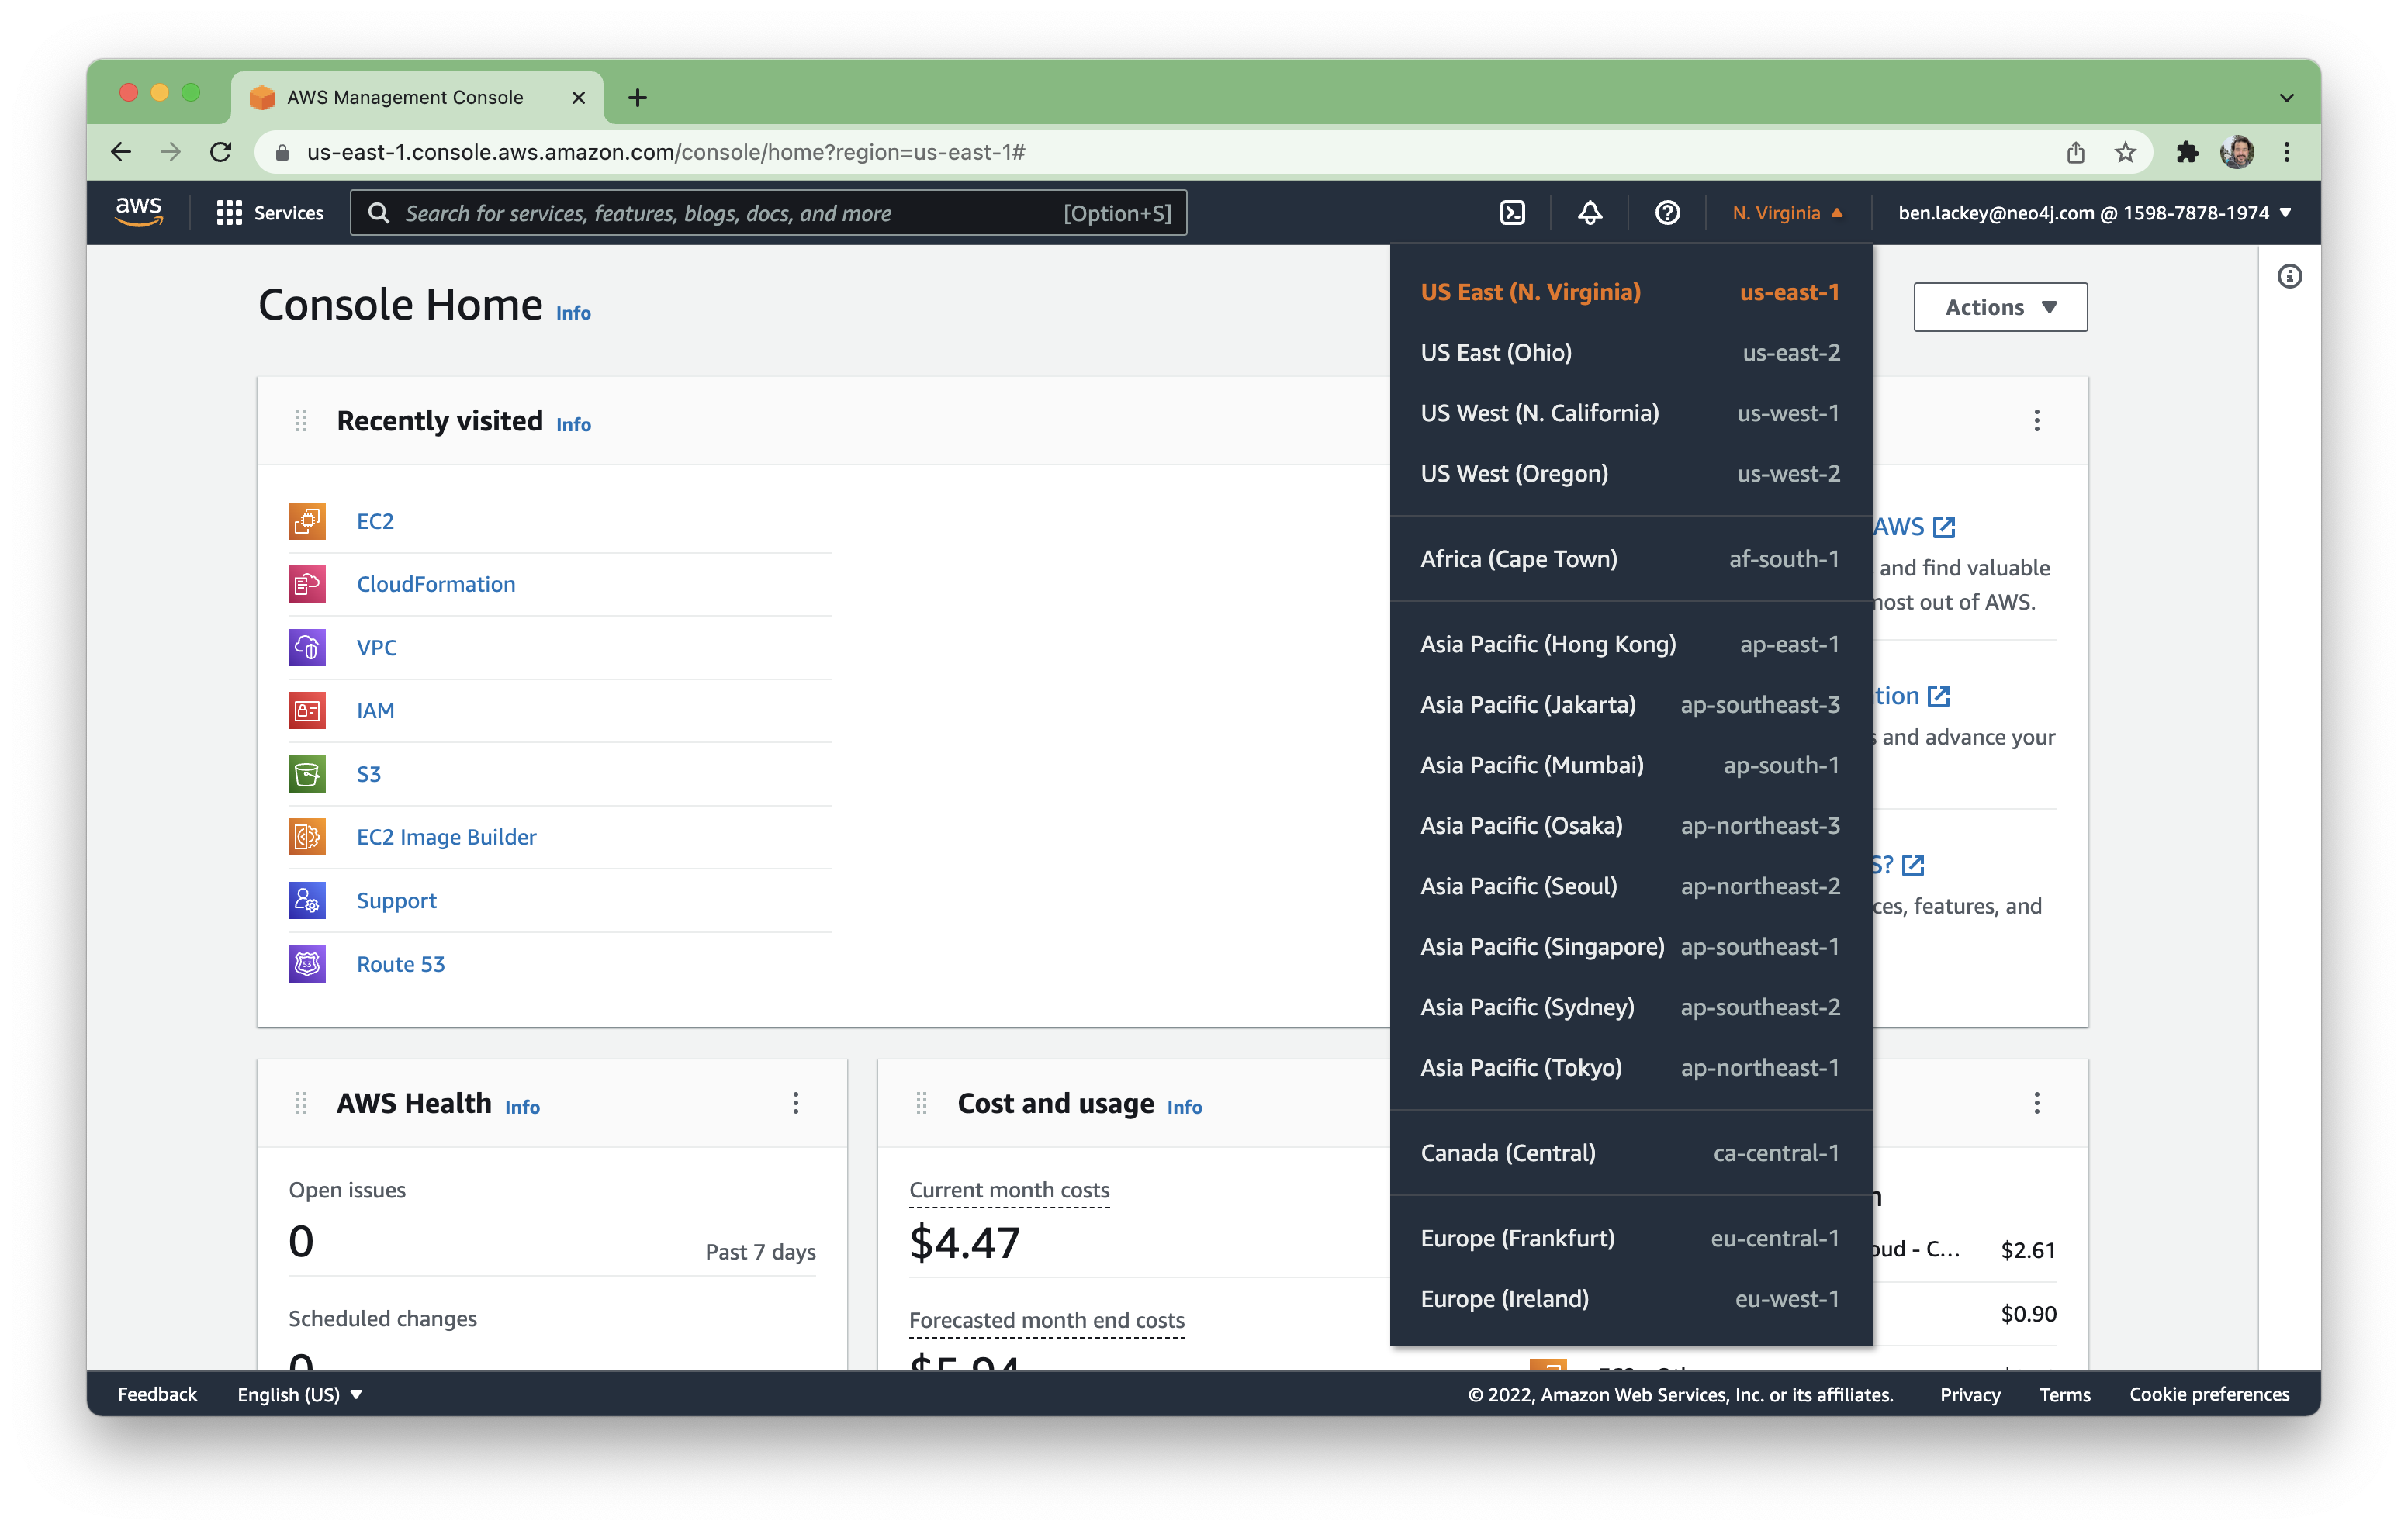 AWS Management Console
us-east-1.console.aws.amazon.com/console/home?region=us-east-1#
aws
Services
Search for services, features, blogs, docs, and more [Option+S]
N. Virginia
ben.lackey@neo4j.com @ 1598-7878-1974
Console Home Info
Actions
Recently visited Info
EC2
CloudFormation
VPC
IAM
S3
EC2 Image Builder
Support
Route 53
US East (N. Virginia) us-east-1
US East (Ohio) us-east-2
US West (N. California) us-west-1
US West (Oregon) us-west-2
Africa (Cape Town) af-south-1
Asia Pacific (Hong Kong) ap-east-1
Asia Pacific (Jakarta) ap-southeast-3
Asia Pacific (Mumbai) ap-south-1
Asia Pacific (Osaka) ap-northeast-3
Asia Pacific (Seoul) ap-northeast-2
Asia Pacific (Singapore) ap-southeast-1
Asia Pacific (Sydney) ap-southeast-2
Asia Pacific (Tokyo) ap-northeast-1
Canada (Central) ca-central-1
Europe (Frankfurt) eu-central-1
Europe (Ireland) eu-west-1
AWS
and find valuable
most out of AWS.
and advance your
features, and
AWS Health Info
Open issues
0
Past 7 days
Scheduled changes
0
Cost and usage Info
Current month costs
$4.47
Forecasted month end costs
$5.94
- C... $2.61
$0.90
Feedback
English (US)
© 2022, Amazon Web Services, Inc. or its affiliates.
Privacy
Terms
Cookie preferences